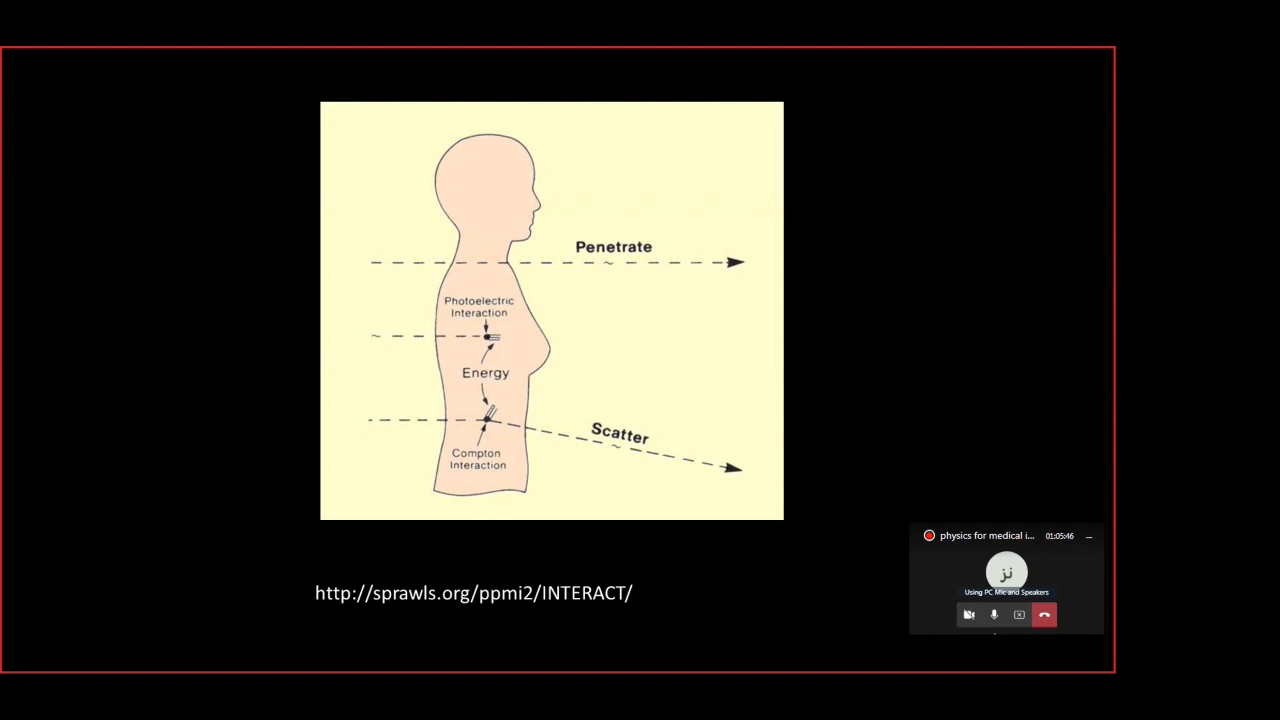 Penetrate
Photoelectric
Interaction
Energy
Scatter
Compton
Interaction
http://sprawls.org/ppmi2/INTERACT/
physics for medical i... 01:05:46
نز
Using PC Mic and Speakers